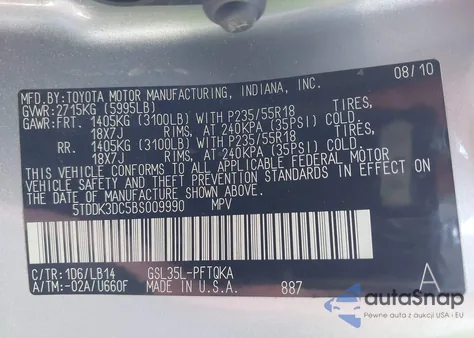 MFD.BY:TOYOTA MOTOR MANUFACTURING, INDIANA, INC. 08/10
GVWR:2715KG (5995LB)
GAWR:FRT. 1405KG (3100LB) WITH P235/55R18 TIRES,
18X7J RIMS, AT 240KPA (35PSI) COLD.
RR. 1405KG (3100LB) WITH P235/55R18 TIRES,
18X7J RIMS, AT 240KPA (35PSI) COLD.
THIS VEHICLE CONFORMS TO ALL APPLICABLE FEDERAL MOTOR
VEHICLE SAFETY AND THEFT PREVENTION STANDARDS IN EFFECT ON
THE DATE OF MANUFACTURE SHOWN ABOVE.
5TDDK3DC5BS009990 MPV
C/TR:1D6/LB14 GSL35L-PFTQKA
A/TM:-02A/U660F MADE IN U.S.A. 887 A
autoSnap
Pewne auto z USA i EU